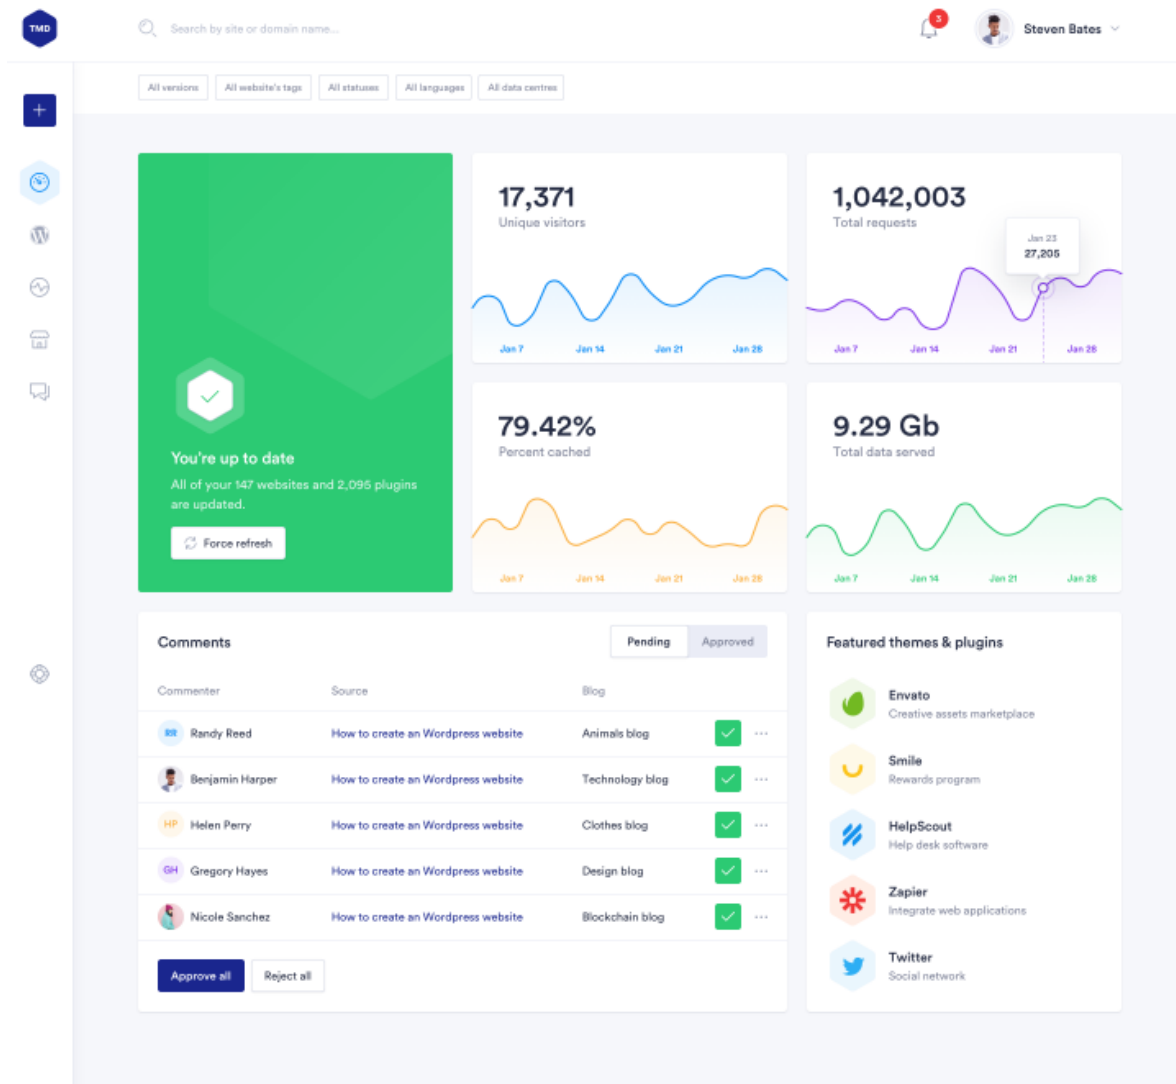 TMD
Search by site or domain name...
3
Steven Bates
All versions
All website's tags
All statuses
All languages
All data centres
You're up to date
All of your 147 websites and 2,095 plugins
are updated.
Force refresh
17,371
Unique visitors
Jan 7 Jan 14 Jan 21 Jan 28
1,042,003
Total requests
Jan 23
27,205
Jan 7 Jan 14 Jan 21 Jan 28
79.42%
Percent cached
Jan 7 Jan 14 Jan 21 Jan 28
9.29 Gb
Total data served
Jan 7 Jan 14 Jan 21 Jan 28
Comments
Pending Approved
Commenter Source Blog
RR Randy Reed How to create an Wordpress website Animals blog
Benjamin Harper How to create an Wordpress website Technology blog
HP Helen Perry How to create an Wordpress website Clothes blog
GH Gregory Hayes How to create an Wordpress website Design blog
Nicole Sanchez How to create an Wordpress website Blockchain blog
Approve all Reject all
Featured themes & plugins
Envato
Creative assets marketplace
Smile
Rewards program
HelpScout
Help desk software
Zapier
Integrate web applications
Twitter
Social network